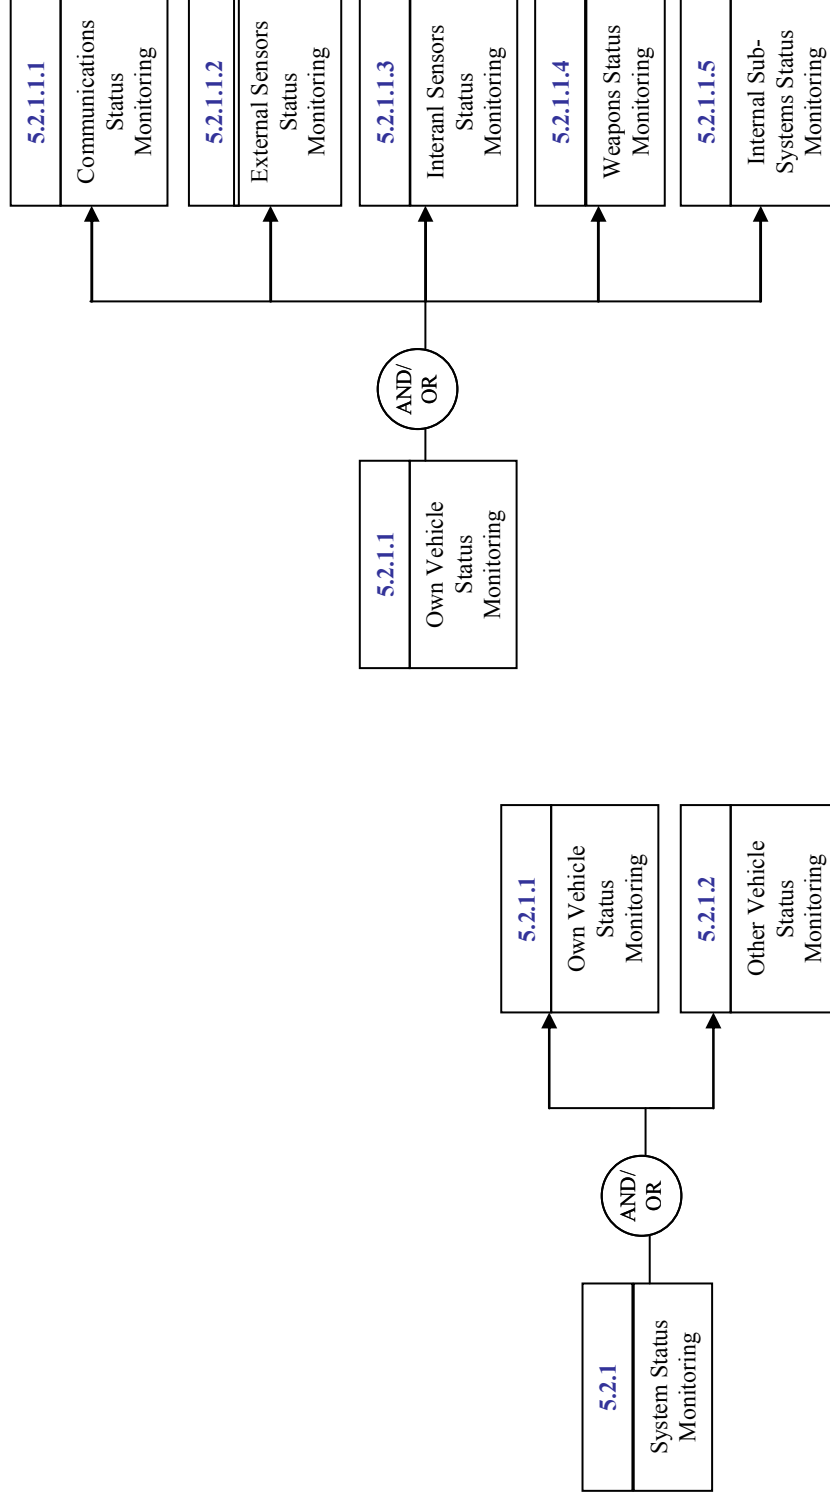 5.2.1
System Status
Monitoring
AND/
OR
5.2.1.1
Own Vehicle
Status
Monitoring
5.2.1.2
Other Vehicle
Status
Monitoring
5.2.1.1
Own Vehicle
Status
Monitoring
AND/
OR
5.2.1.1.1
Communications
Status
Monitoring
5.2.1.1.2
External Sensors
Status
Monitoring
5.2.1.1.3
Interanl Sensors
Status
Monitoring
5.2.1.1.4
Weapons Status
Monitoring
5.2.1.1.5
Internal Sub-
Systems Status
Monitoring